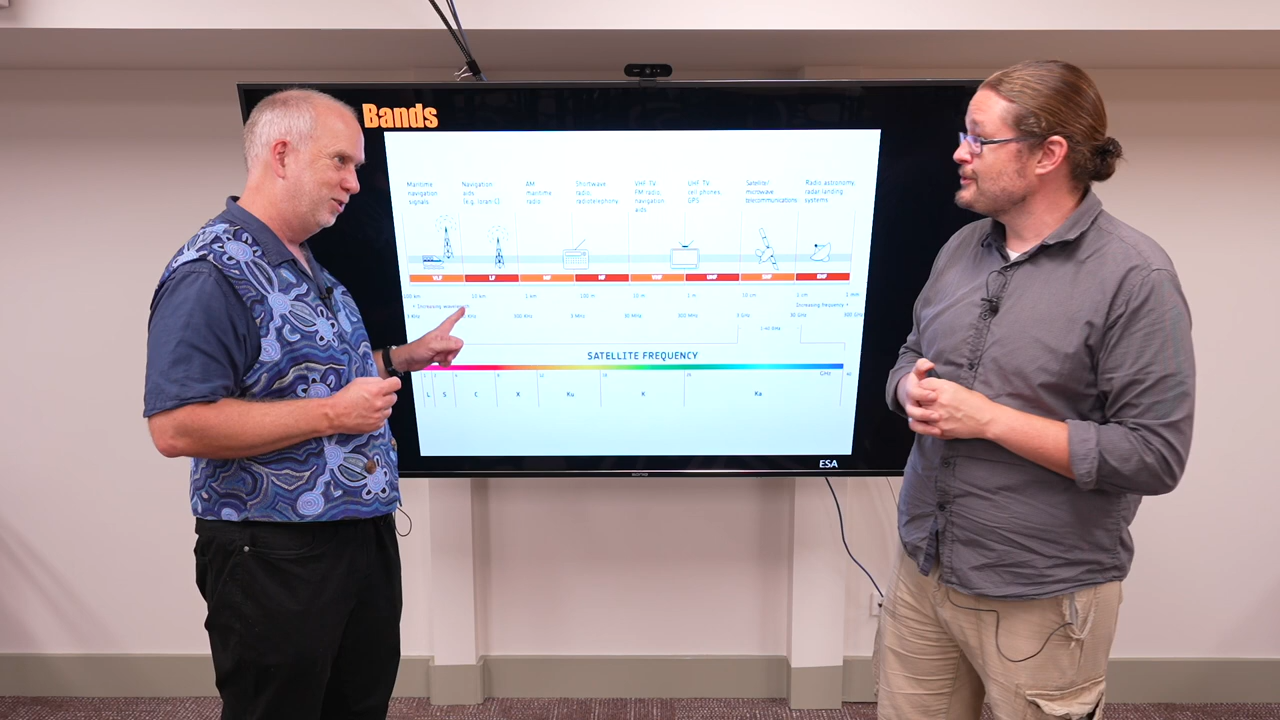 Bands
Maritime navigation signals
Navigation aids (e.g. loran C)
AM maritime radio
Shortwave radio, radiotelephony
VHF TV FM radio, navigation aids
UHF TV cell phones, GPS
Satellite/ microwave telecommunications
Radio astronomy, radar landing systems
VLF LF MF HF VHF UHF SHF EHF
10 km 1 km 100 m 10 m 1 m 10 cm 1 cm 1 mm
Increasing frequency
3 KHz 300 KHz 3 MHz 30 MHz 300 MHz 3 GHz 30 GHz 300 GHz
SATELLITE FREQUENCY
GHz 40
L S C X Ku K Ka
ESA